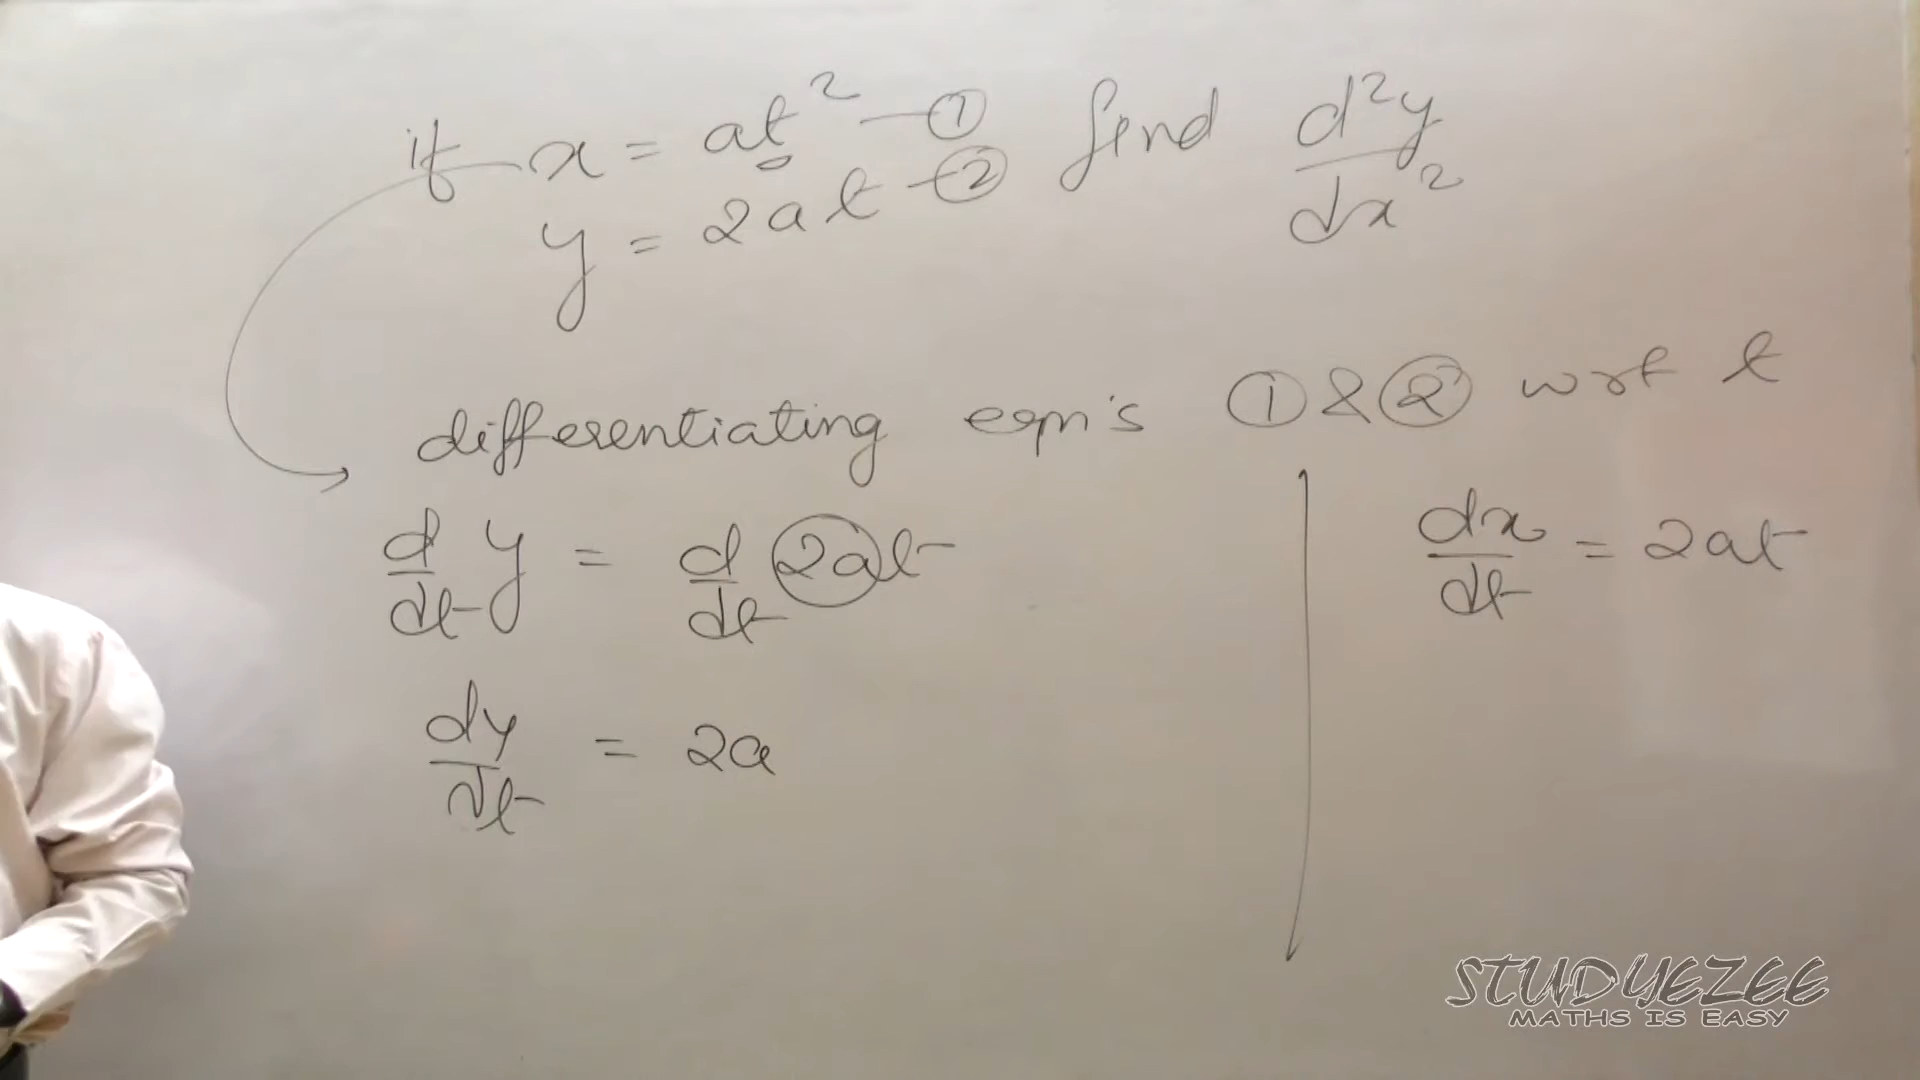 if x = at² — ① find d²y/dx²
y = 2at — ②
differentiating eqn's ① & ② wrt t
d/dt y = d/dt 2at
dy/dt = 2a
dx/dt = 2at
STUDYEZEE
MATHS IS EASY